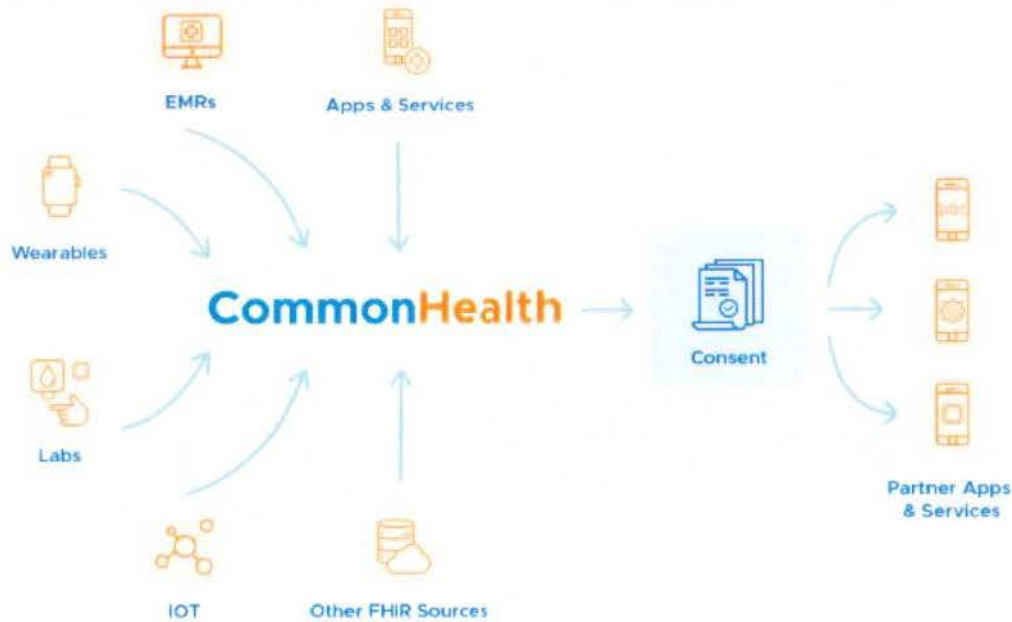 EMRs
Apps & Services
Wearables
CommonHealth
Consent
Labs
Partner Apps
& Services
IOT
Other FHIR Sources